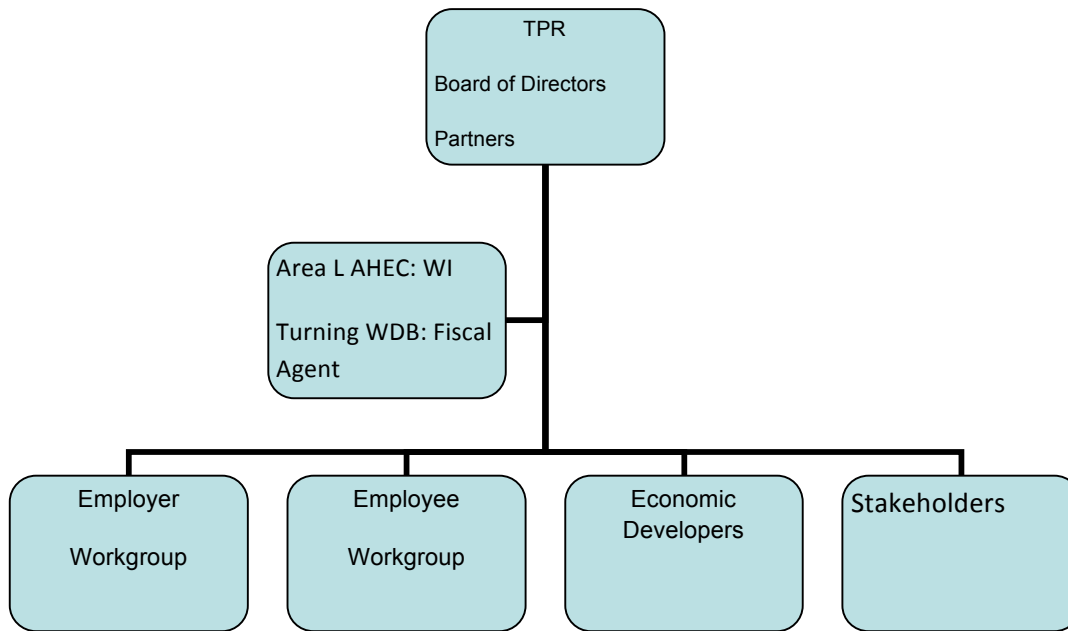 TPR
Board of Directors
Partners
Area L AHEC: WI
Turning WDB: Fiscal
Agent
Employer
Workgroup
Employee
Workgroup
Economic
Developers
Stakeholders